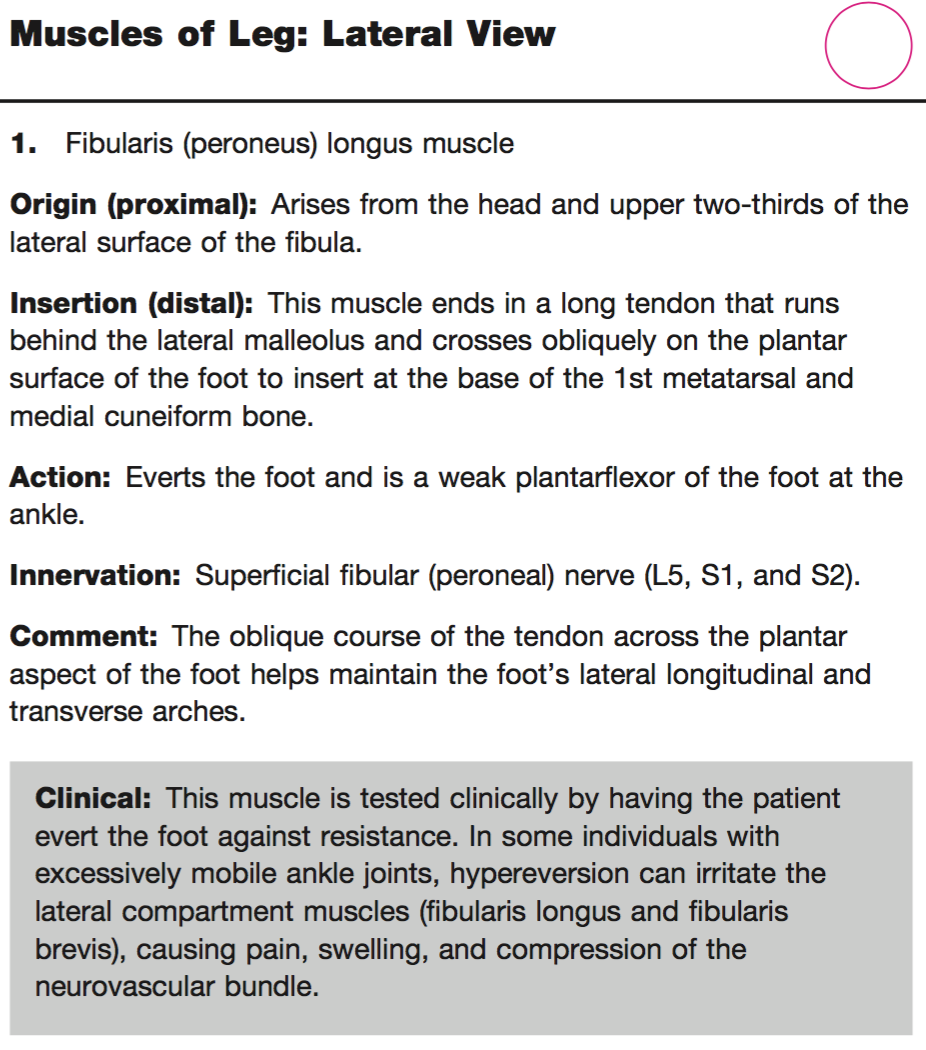 Muscles of Leg: Lateral View
1. Fibularis (peroneus) longus muscle
Origin (proximal): Arises from the head and upper two-thirds of the
lateral surface of the fibula.
Insertion (distal): This muscle ends in a long tendon that runs
behind the lateral malleolus and crosses obliquely on the plantar
surface of the foot to insert at the base of the 1st metatarsal and
medial cuneiform bone.
Action: Everts the foot and is a weak plantarflexor of the foot at the
ankle.
Innervation: Superficial fibular (peroneal) nerve (L5, S1, and S2).
Comment: The oblique course of the tendon across the plantar
aspect of the foot helps maintain the foot’s lateral longitudinal and
transverse arches.
Clinical: This muscle is tested clinically by having the patient
evert the foot against resistance. In some individuals with
excessively mobile ankle joints, hypereversion can irritate the
lateral compartment muscles (fibularis longus and fibularis
brevis), causing pain, swelling, and compression of the
neurovascular bundle.